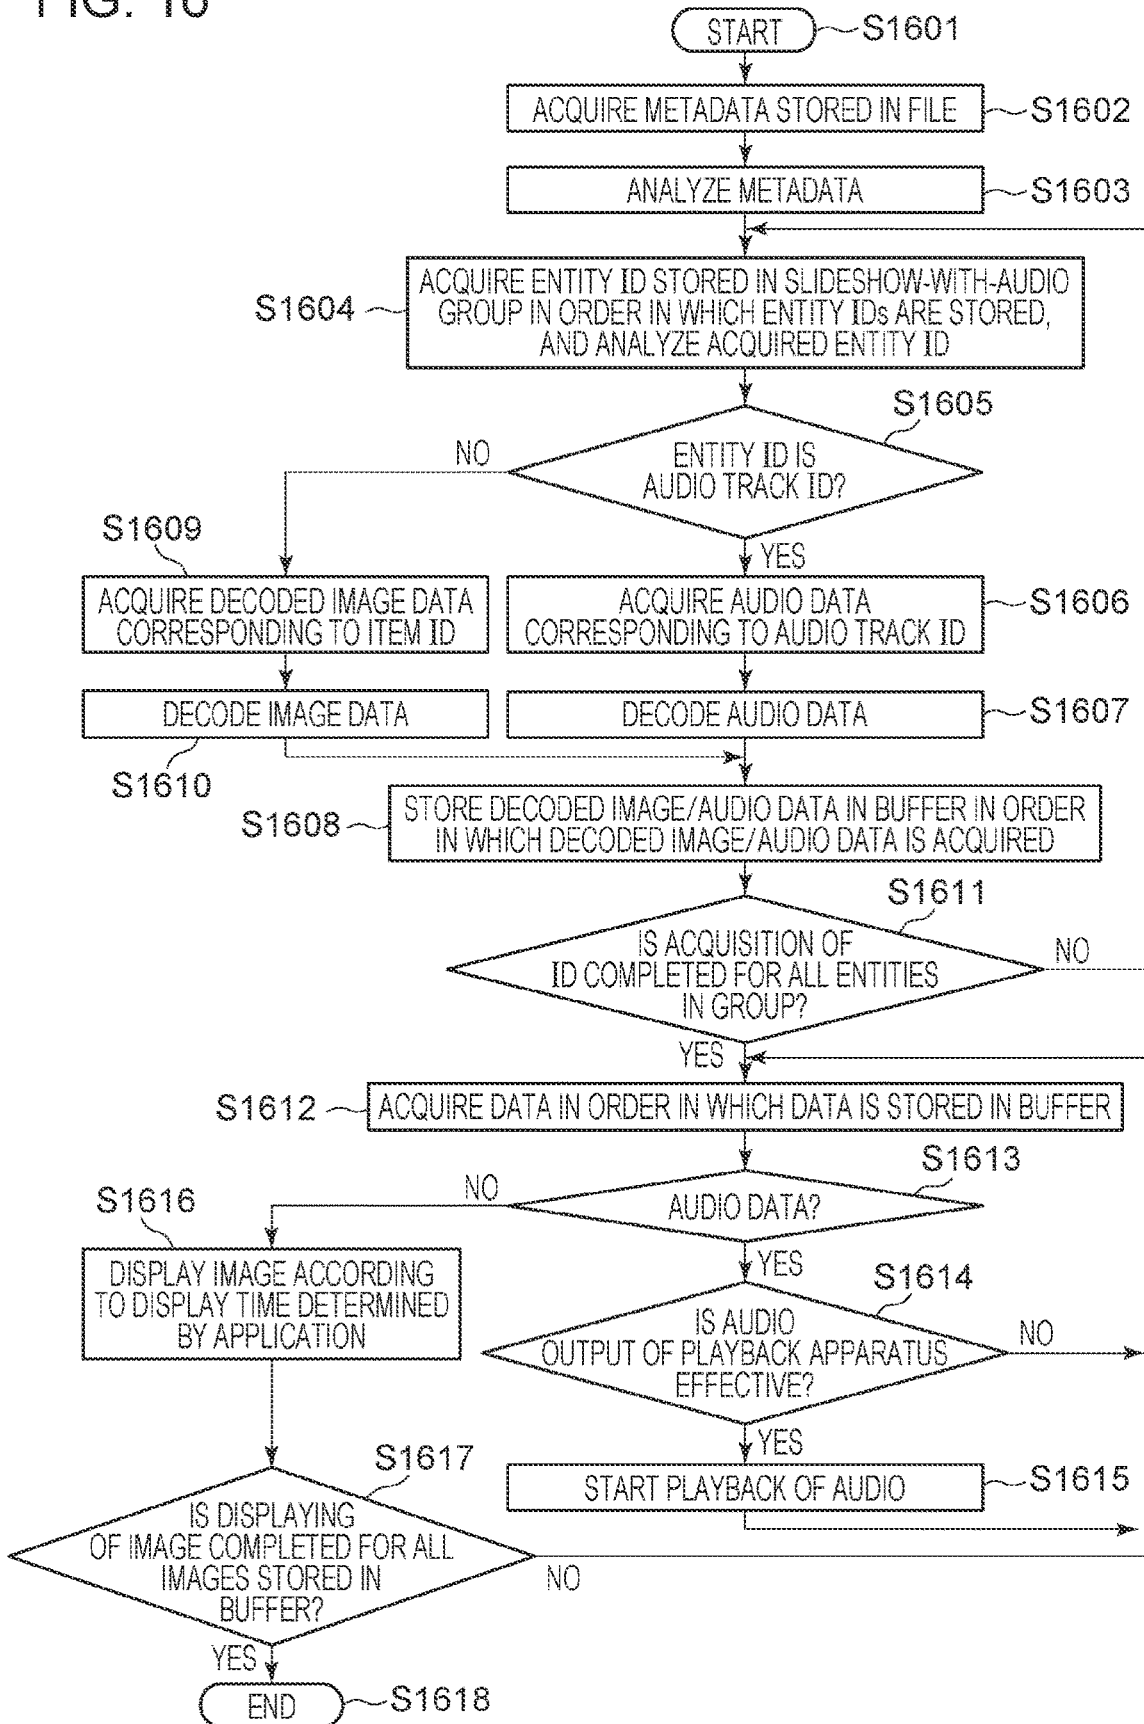 FIG. 16
START
S1601
ACQUIRE METADATA STORED IN FILE
S1602
ANALYZE METADATA
S1603
ACQUIRE ENTITY ID STORED IN SLIDESHOW-WITH-AUDIO
GROUP IN ORDER IN WHICH ENTITY IDs ARE STORED,
AND ANALYZE ACQUIRED ENTITY ID
S1604
S1605
ENTITY ID IS
AUDIO TRACK ID?
NO
YES
S1609
ACQUIRE DECODED IMAGE DATA
CORRESPONDING TO ITEM ID
ACQUIRE AUDIO DATA
CORRESPONDING TO AUDIO TRACK ID
S1606
DECODE IMAGE DATA
S1610
DECODE AUDIO DATA
S1607
S1608
STORE DECODED IMAGE/AUDIO DATA IN BUFFER IN ORDER
IN WHICH DECODED IMAGE/AUDIO DATA IS ACQUIRED
S1611
IS ACQUISITION OF
ID COMPLETED FOR ALL ENTITIES
IN GROUP?
NO
YES
S1612
ACQUIRE DATA IN ORDER IN WHICH DATA IS STORED IN BUFFER
S1613
AUDIO DATA?
NO
YES
S1616
DISPLAY IMAGE ACCORDING
TO DISPLAY TIME DETERMINED
BY APPLICATION
S1614
IS AUDIO
OUTPUT OF PLAYBACK APPARATUS
EFFECTIVE?
NO
YES
START PLAYBACK OF AUDIO
S1615
S1617
IS DISPLAYING
OF IMAGE COMPLETED FOR ALL
IMAGES STORED IN
BUFFER?
NO
YES
END
S1618